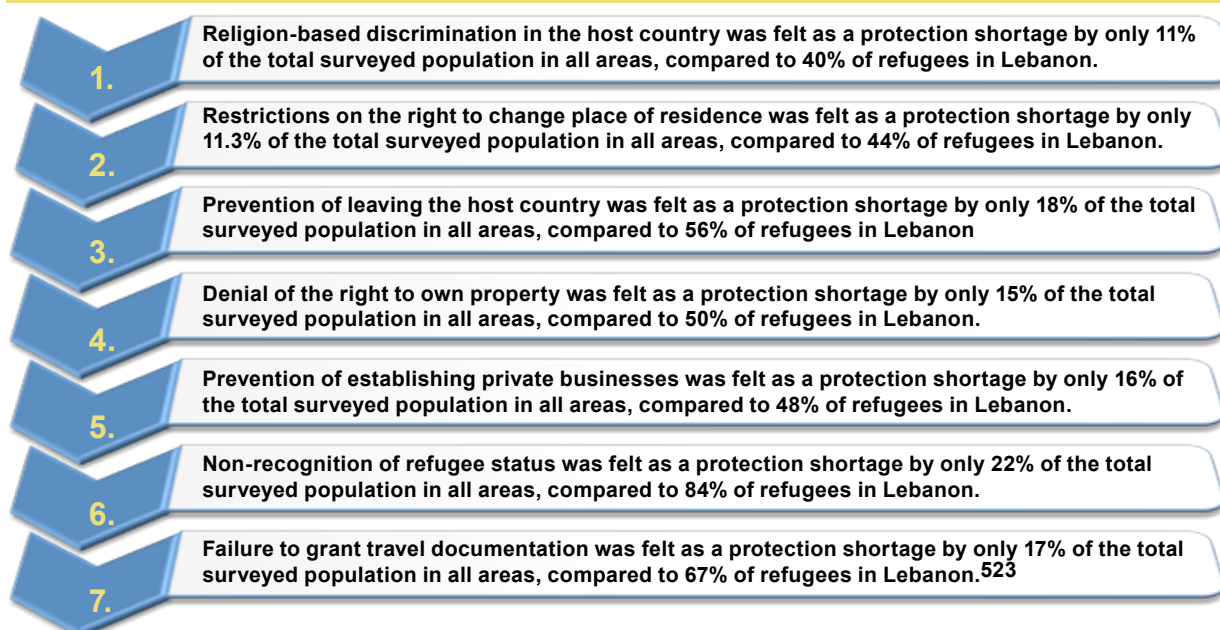 1.
Religion-based discrimination in the host country was felt as a protection shortage by only 11%
of the total surveyed population in all areas, compared to 40% of refugees in Lebanon.
2.
Restrictions on the right to change place of residence was felt as a protection shortage by only
11.3% of the total surveyed population in all areas, compared to 44% of refugees in Lebanon.
3.
Prevention of leaving the host country was felt as a protection shortage by only 18% of the total
surveyed population in all areas, compared to 56% of refugees in Lebanon
4.
Denial of the right to own property was felt as a protection shortage by only 15% of the total
surveyed population in all areas, compared to 50% of refugees in Lebanon.
5.
Prevention of establishing private businesses was felt as a protection shortage by only 16% of
the total surveyed population in all areas, compared to 48% of refugees in Lebanon.
6.
Non-recognition of refugee status was felt as a protection shortage by only 22% of the total
surveyed population in all areas, compared to 84% of refugees in Lebanon.
7.
Failure to grant travel documentation was felt as a protection shortage by only 17% of the total
surveyed population in all areas, compared to 67% of refugees in Lebanon.523